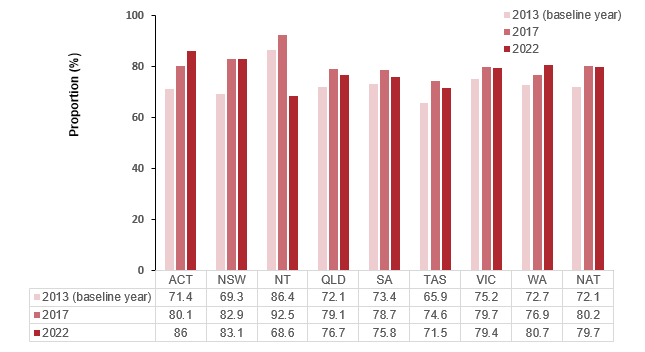 100
80
60
40
20
0
Proportion (%)
2013 (baseline year)
2017
2022
ACT NSW NT QLD SA TAS VIC WA NAT
2013 (baseline year) 71.4 69.3 86.4 72.1 73.4 65.9 75.2 72.7 72.1
2017 80.1 82.9 92.5 79.1 78.7 74.6 79.7 76.9 80.2
2022 86 83.1 68.6 76.7 75.8 71.5 79.4 80.7 79.7